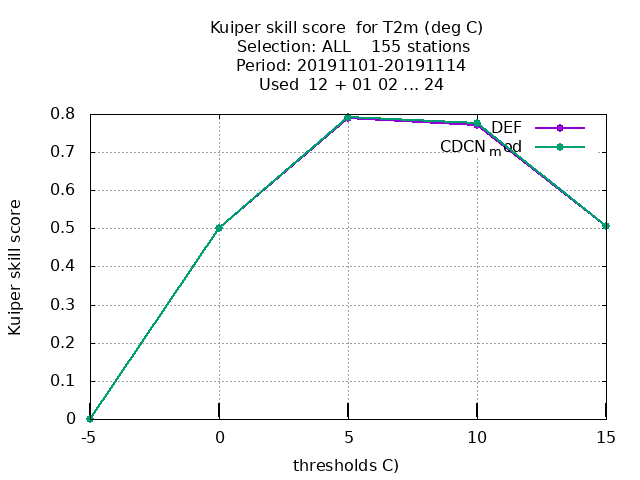 Kuiper skill score  for T2m (deg C)
Selection: ALL    155 stations
Period: 20191101-20191114
Used  12 + 01 02 ... 24
DEF
CDCN_mod
Kuiper skill score
0.8
0.7
0.6
0.5
0.4
0.3
0.2
0.1
0
-5 0 5 10 15
thresholds C)